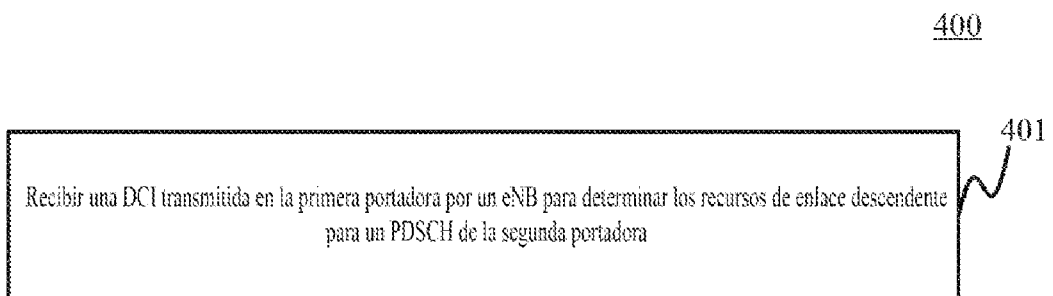 400
401
Recibir una DCI transmitida en la primera portadora por un eNB para determinar los recursos de enlace descendente
para un PDSCH de la segunda portadora